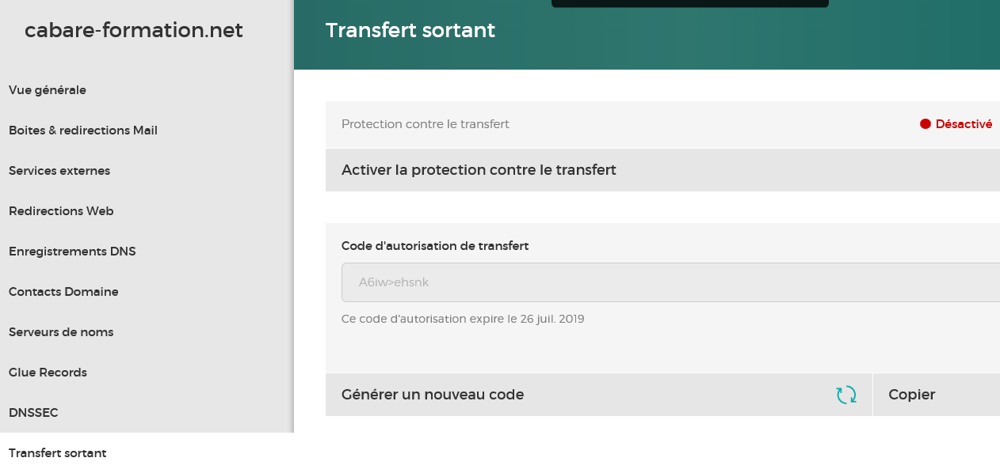 cabare-formation.net
Vue générale
Boites & redirections Mail
Services externes
Redirections Web
Enregistrements DNS
Contacts Domaine
Serveurs de noms
Glue Records
DNSSEC
Transfert sortant
Transfert sortant
Protection contre le transfert
Désactivé
Activer la protection contre le transfert
Code d'autorisation de transfert
A6iw>ehsnk
Ce code d'autorisation expire le 26 juil. 2019
Générer un nouveau code
Copier